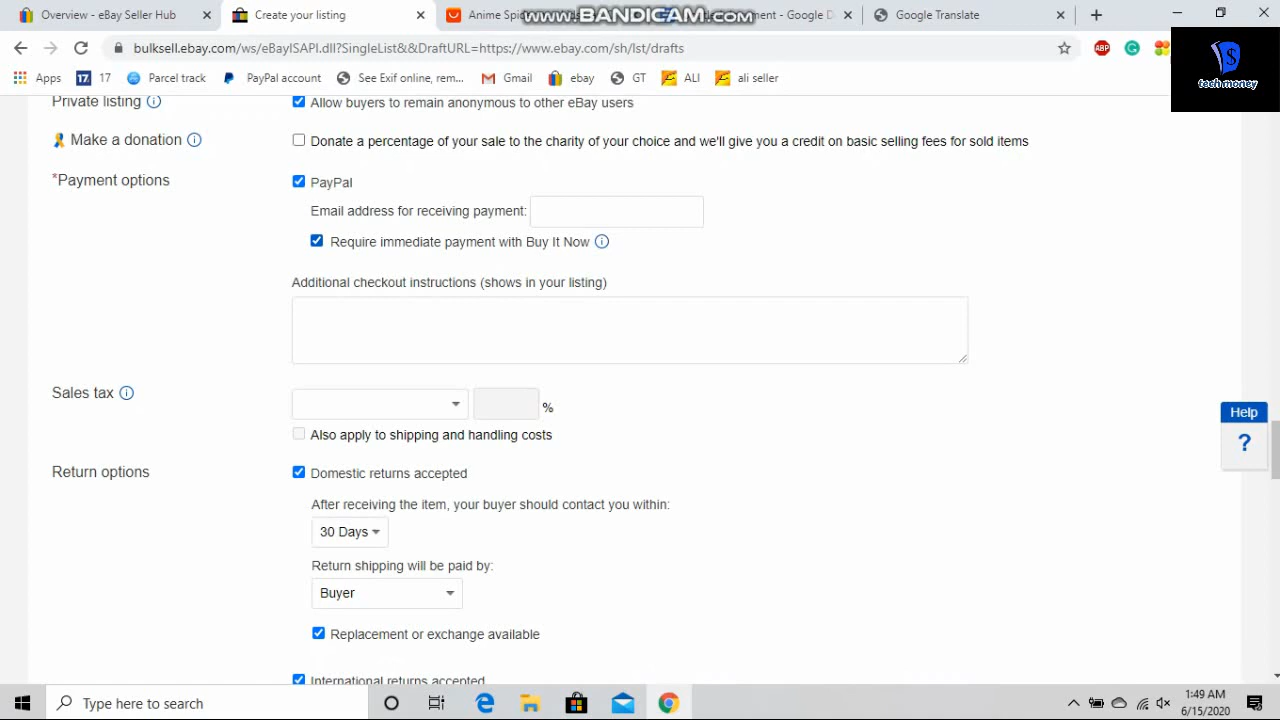 Overview - eBay Seller Hub
Create your listing
Anime Spi
ment - Google D
Google Translate
www.BANDICAM.com
bulksell.ebay.com/ws/eBayISAPI.dll?SingleList&&DraftURL=https://www.ebay.com/sh/lst/drafts
ABP
$
tech money
Apps
17 17
Parcel track
PayPal account
See Exif online, rem...
Gmail
ebay
GT
ALI
ali seller
Private listing
Allow buyers to remain anonymous to other eBay users
Make a donation
Donate a percentage of your sale to the charity of your choice and we'll give you a credit on basic selling fees for sold items
*Payment options
PayPal
Email address for receiving payment:
Require immediate payment with Buy It Now
Additional checkout instructions (shows in your listing)
Sales tax
%
Also apply to shipping and handling costs
Help
?
Return options
Domestic returns accepted
After receiving the item, your buyer should contact you within:
30 Days
Return shipping will be paid by:
Buyer
Replacement or exchange available
International returns accepted
Type here to search
1:49 AM
6/15/2020